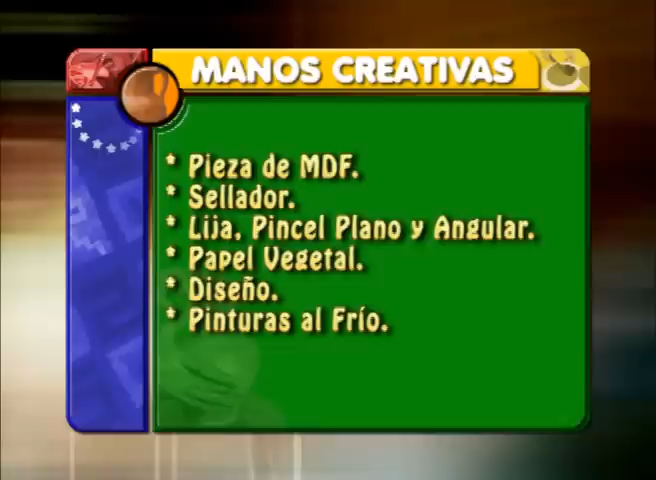 MANOS CREATIVAS
* Pieza de MDF.
* Sellador.
* Lija, Pincel Plano y Angular.
* Papel Vegetal.
* Diseño.
* Pinturas al Frío.